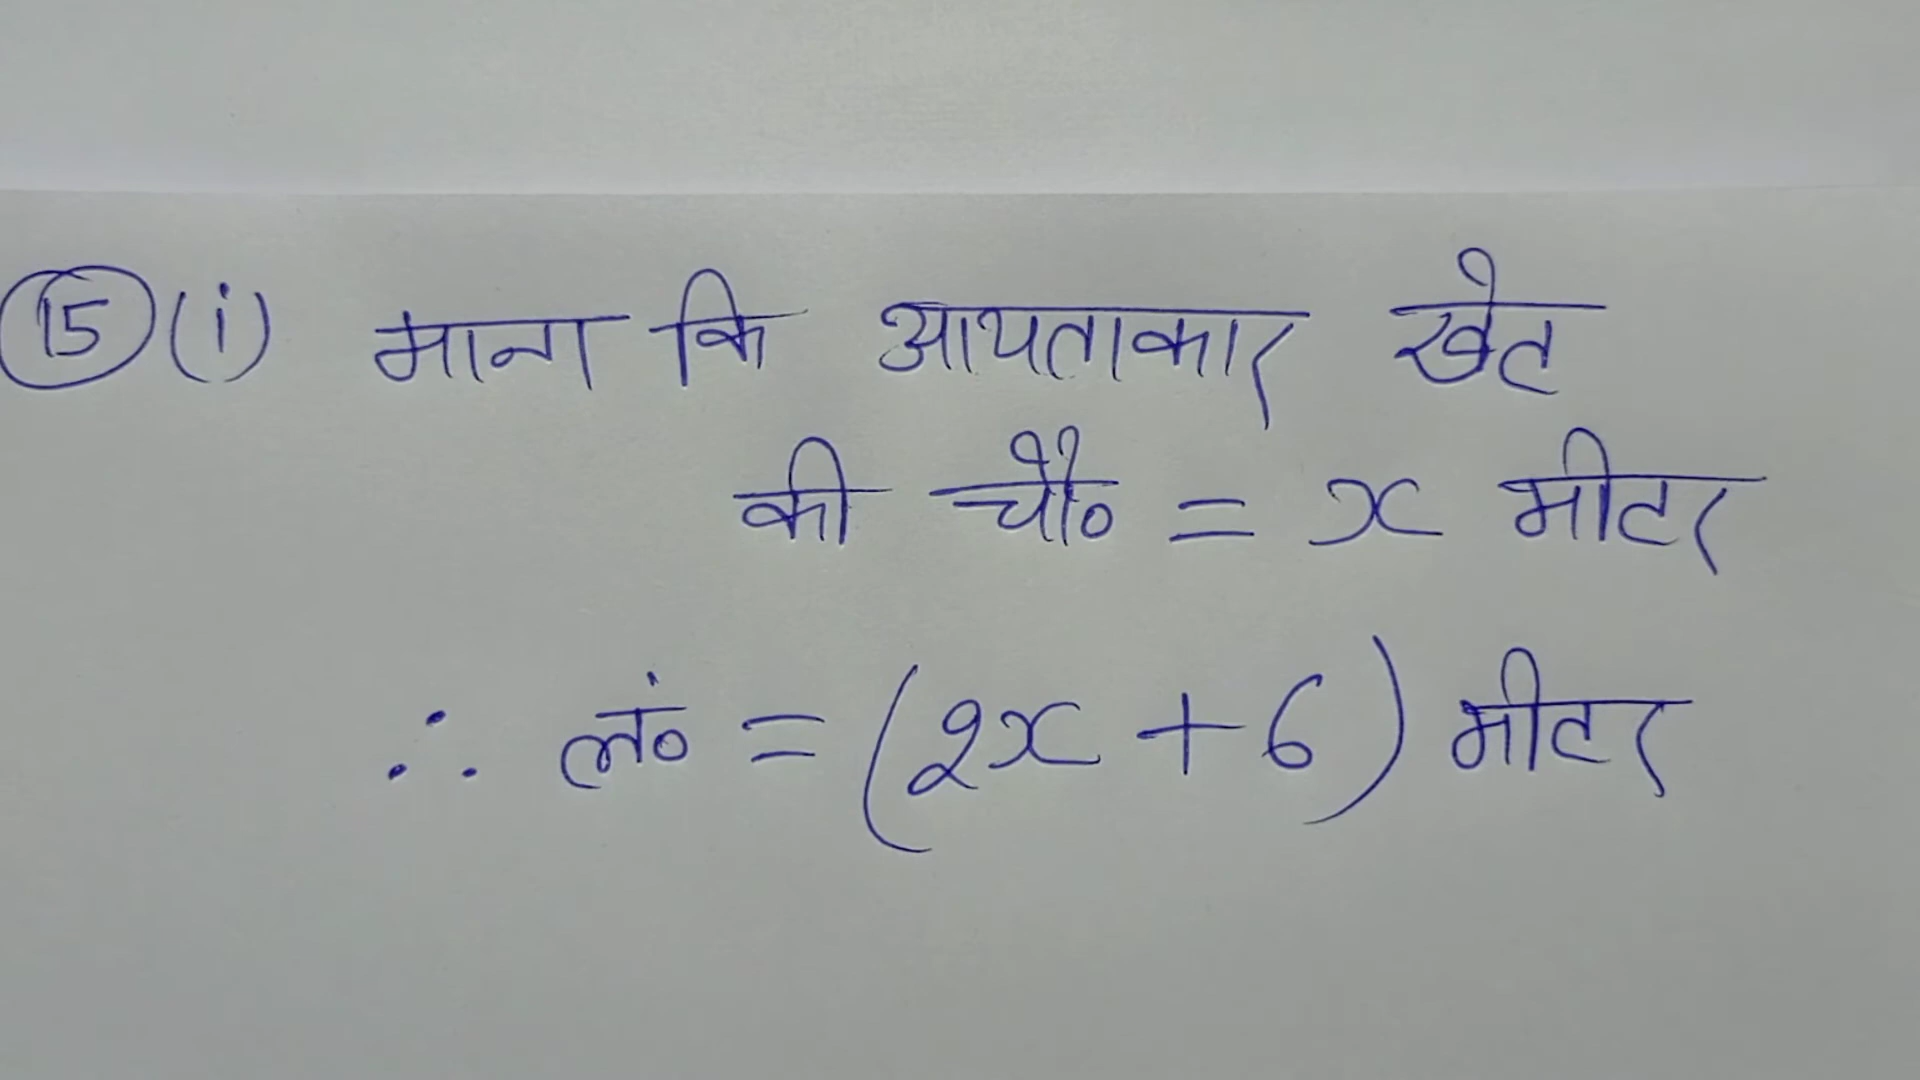 15 (i) माना कि आयताकार खेत
की चौ० = x मीटर
∴ लं० = (2x + 6) मीटर